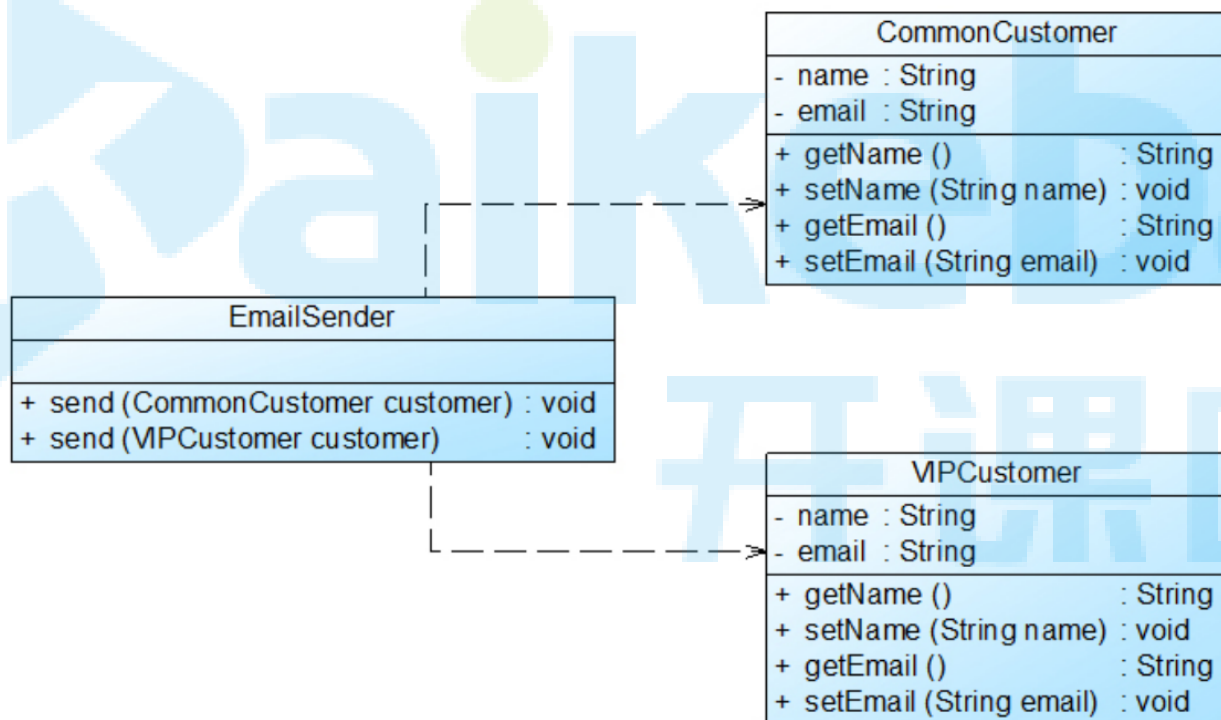 CommonCustomer
- name : String
- email : String
+ getName () : String
+ setName (String name) : void
+ getEmail () : String
+ setEmail (String email) : void
EmailSender
+ send (CommonCustomer customer) : void
+ send (VIPCustomer customer) : void
VIPCustomer
- name : String
- email : String
+ getName () : String
+ setName (String name) : void
+ getEmail () : String
+ setEmail (String email) : void
aikeb
开课